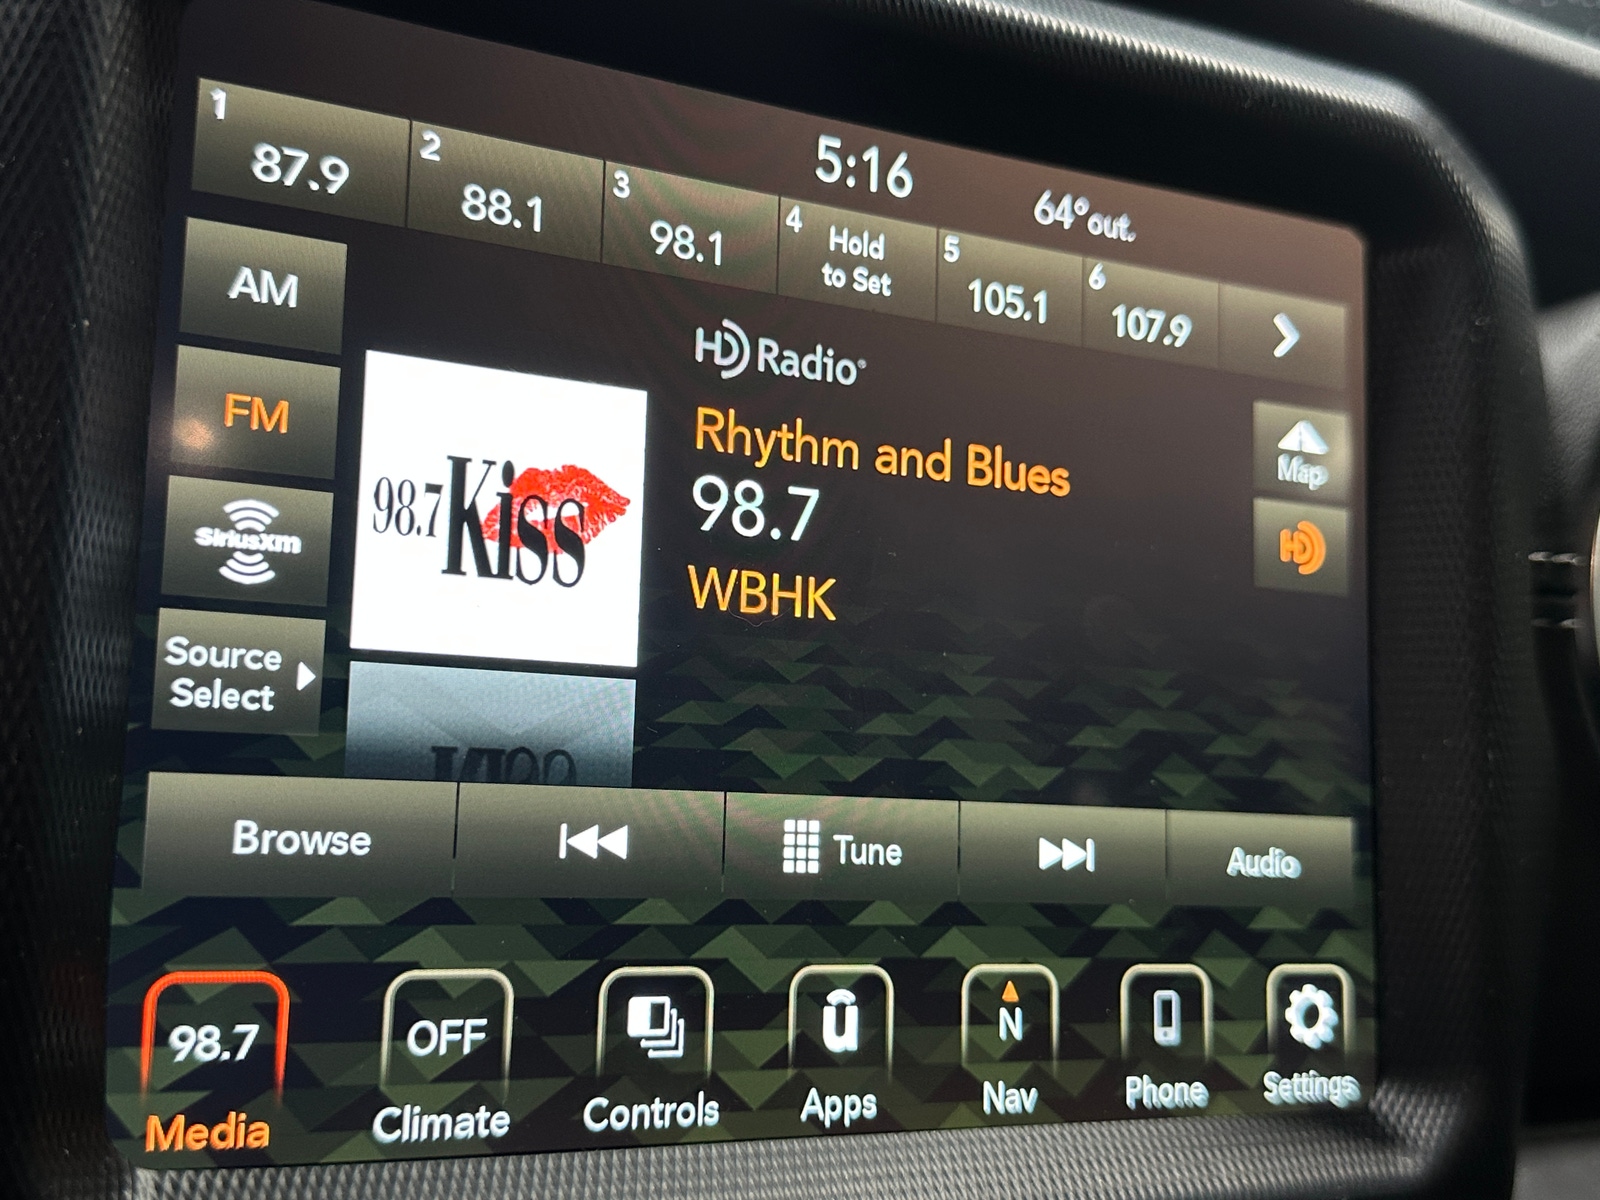 5:16
64° out.
1
87.9
2
88.1
3
98.1
4
Hold
to Set
5
105.1
6
107.9
AM
FM
SiriusXM
Source
Select
98.7 Kiss
HD Radio®
Rhythm and Blues
98.7
WBHK
Map
HD
Browse
Tune
Audio
98.7
Media
OFF
Climate
Controls
u
Apps
N
Nav
Phone
Settings